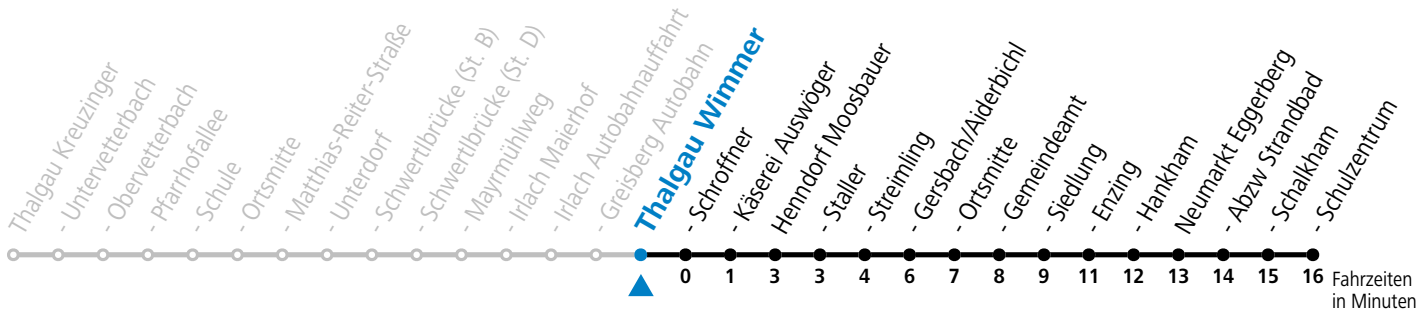 Thalgau Kreuzinger
- Untervetterbach
- Obervetterbach
- Pfarrhofallee
- Schule
- Ortsmitte
- Matthias-Reiter-Straße
- Unterdorf
- Schwertlbrücke (St. B)
- Schwertlbrücke (St. D)
- Mayrmühlweg
- Irlach Maierhof
- Irlach Autobahnauffahrt
- Greisberg Autobahn
Thalgau Wimmer
- Schroffner
- Käserei Auswöger
Henndorf Moosbauer
- Staller
- Streimling
- Gersbach/Aiderbichl
- Ortsmitte
- Gemeindeamt
- Siedlung
- Enzing
- Hankham
Neumarkt Eggerberg
- Abzw Strandbad
- Schalkham
- Schulzentrum
0 1 3 3 4 6 7 8 9 11 12 13 14 15 16 Fahrzeiten
in Minuten